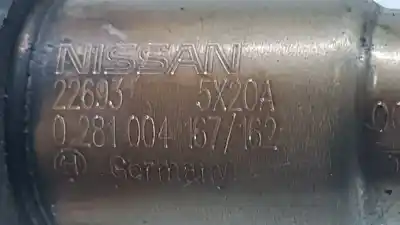 NISSAN
22693 5X20A
0 281 004 167/162
Germany